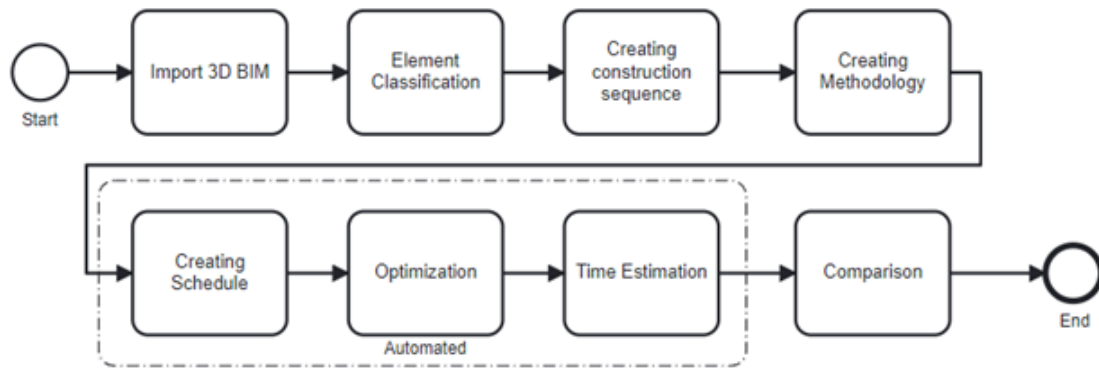 Import 3D BIM
Element
Classification
Creating
construction
sequence
Creating
Methodology
Start
Creating
Schedule
Optimization
Time Estimation
Comparison
Automated
End